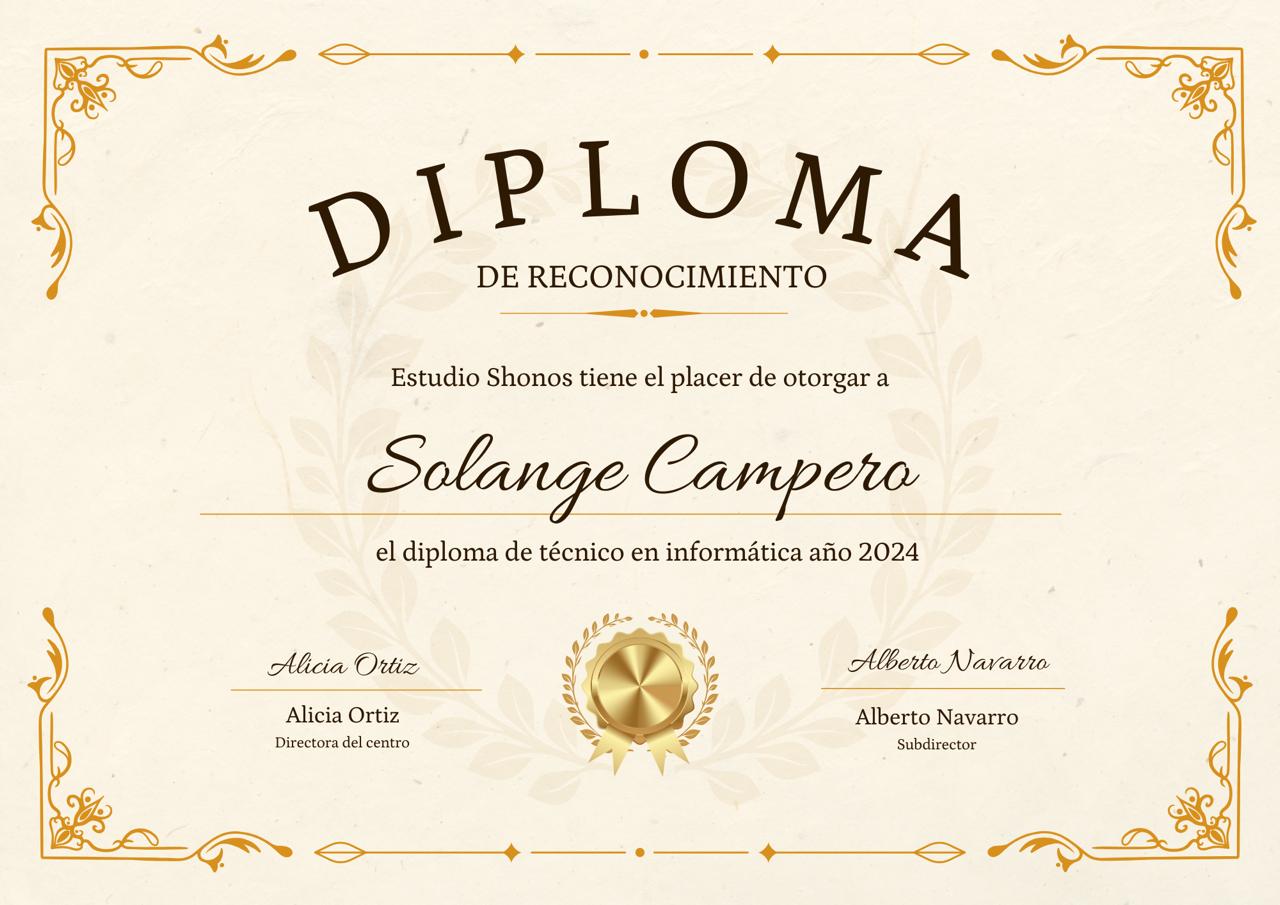 DIPLOMA
DE RECONOCIMIENTO
Estudio Shonos tiene el placer de otorgar a
Solange Campero
el diploma de técnico en informática año 2024
Alicia Ortiz
Alicia Ortiz
Directora del centro
Alberto Navarro
Alberto Navarro
Subdirector